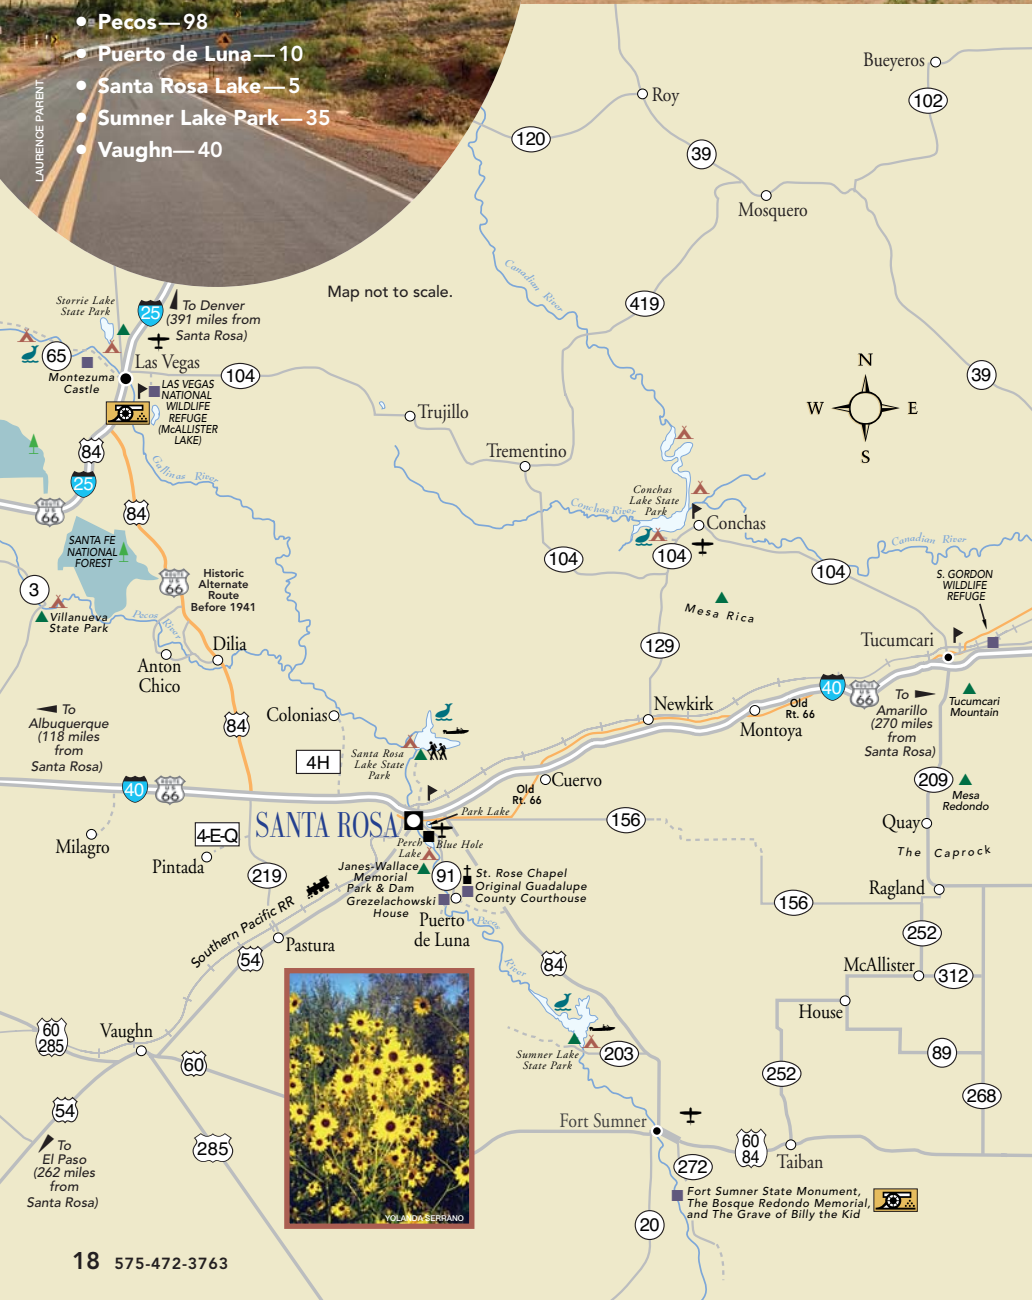 Pecos—98
Puerto de Luna—10
Santa Rosa Lake—5
Sumner Lake Park—35
Vaughn—40
LAURENCE PARENT
Map not to scale.
Bueyeros
102
Roy
120
39
Mosquero
Canadian River
419
39
N
W E
S
Storrie Lake
State Park
25
To Denver
(391 miles from
Santa Rosa)
65
Montezuma
Castle
Las Vegas
LAS VEGAS
NATIONAL
WILDLIFE
REFUGE
(McALLISTER
LAKE)
104
Trujillo
Trementino
84
25
ROUTE
66
84
Gallinas River
SANTA FE
NATIONAL
FOREST
ROUTE
66
Historic
Alternate
Route
Before 1941
3
Villanueva
State Park
Pecos
River
Anton
Chico
Dilia
Conchas
Lake State
Park
Conchas River
Conchas
104
104
104
Canadian River
S. GORDON
WILDLIFE
REFUGE
Mesa Rica
129
Tucumcari
To
Albuquerque
(118 miles
from
Santa Rosa)
84
Colonias
4H
Santa Rosa
Lake State
Park
Newkirk
Montoya
Old
Rt. 66
40
ROUTE
66
To
Amarillo
(270 miles
from
Santa Rosa)
Tucumcari
Mountain
209
Mesa
Redondo
Cuervo
Old
Rt. 66
40
ROUTE
66
Milagro
4-E-Q
Pintada
SANTA ROSA
Park Lake
Blue Hole
Perch
Lake
156
Quay
The Caprock
219
Janes-Wallace
Memorial
Park & Dam
Grezelachowski
House
91
St. Rose Chapel
Original Guadalupe
County Courthouse
Puerto
de Luna
156
Ragland
252
Southern Pacific RR
54
Pastura
Pecos
River
84
McAllister
312
House
Vaughn
60
285
60
54
285
To
El Paso
(262 miles
from
Santa Rosa)
Sumner Lake
State Park
203
89
252
268
Fort Sumner
60
84
Taiban
272
Fort Sumner State Monument,
The Bosque Redondo Memorial,
and The Grave of Billy the Kid
20
YOLANDA SERRANO
18 575-472-3763